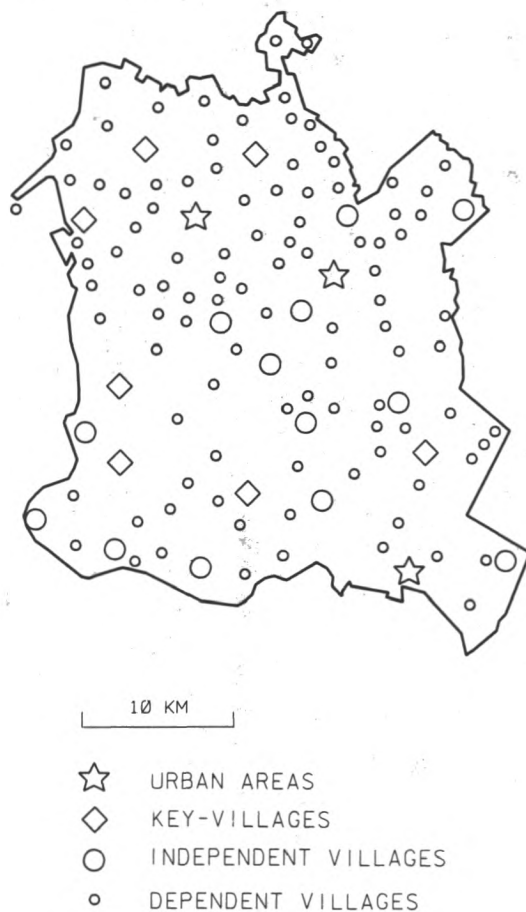 10 KM
URBAN AREAS
KEY-VILLAGES
INDEPENDENT VILLAGES
DEPENDENT VILLAGES